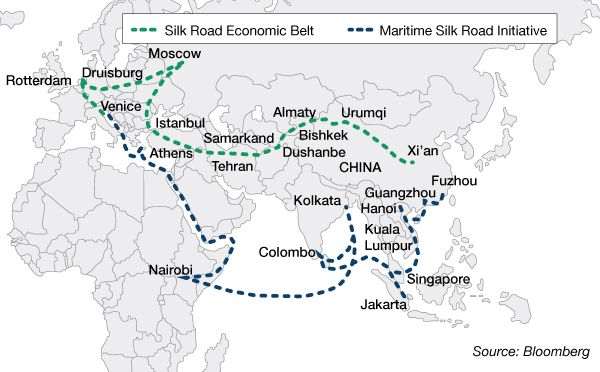 Silk Road Economic Belt
Maritime Silk Road Initiative
Moscow
Rotterdam
Druisburg
Venice
Istanbul
Almaty
Urumqi
Samarkand
Bishkek
Athens
Tehran
Dushanbe
Xi'an
CHINA
Fuzhou
Guangzhou
Kolkata
Hanoi
Kuala
Lumpur
Colombo
Nairobi
Singapore
Jakarta
Source: Bloomberg